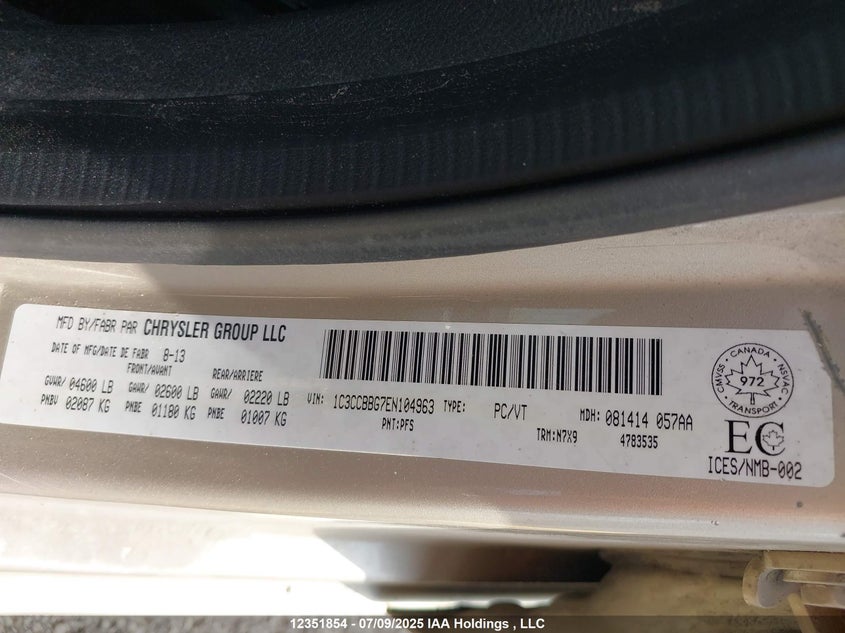 MFD BY/FABR PAR CHRYSLER GROUP LLC
DATE OF MFG/DATE DE FABR 8-13
FRONT/AVANT REAR/ARRIERE
GVWR/ 04600 LB GAWR/ 02600 LB GAWR/ 02220 LB
PNBV 02087 KG PNBE 01180 KG PNBE 01007 KG
VIN: 1C3CCBBG7EN104963 TYPE: PC/VT MDH: 081414 057AA
PNT:PFS TRM:N7X9 4783535
CMVSS · CANADA · NSVAC
972
TRANSPORT
EC
ICES/NMB-002
12351854 - 07/09/2025 IAA Holdings , LLC